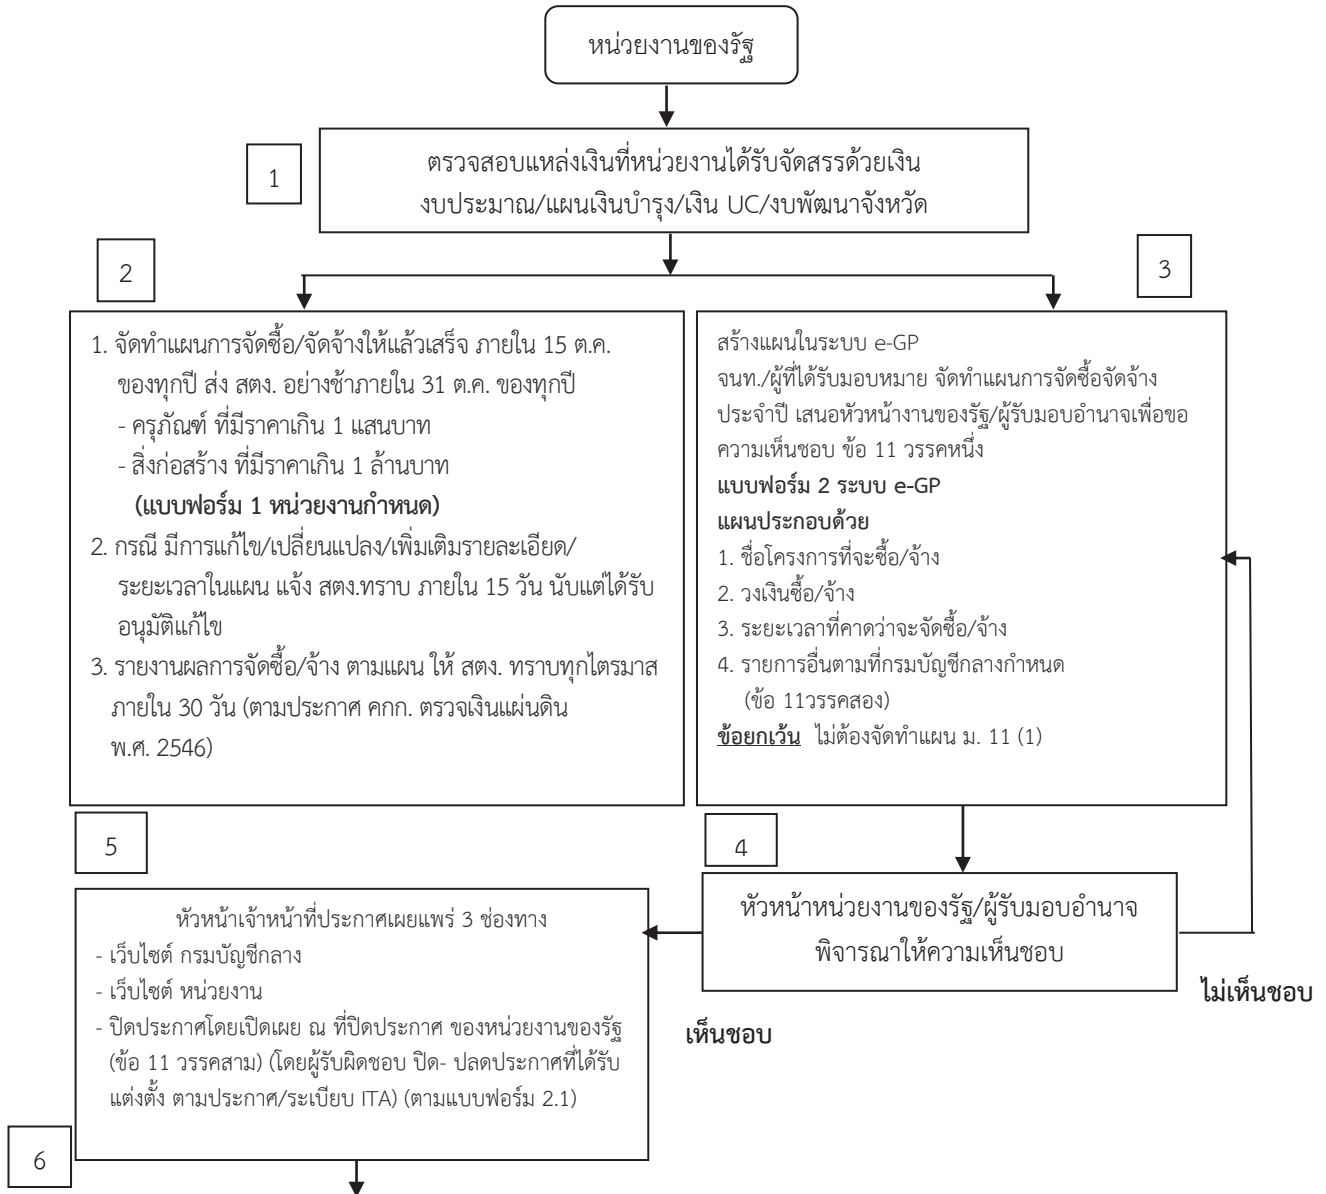 หน่วยงานของรัฐ
1
ตรวจสอบแหล่งเงินที่หน่วยงานได้รับจัดสรรด้วยเงิน
งบประมาณ/แผนเงินบำรุง/เงิน UC/งบพัฒนาจังหวัด
2
1. จัดทำแผนการจัดซื้อ/จัดจ้างให้แล้วเสร็จ ภายใน 15 ต.ค.
ของทุกปี ส่ง สตง. อย่างช้าภายใน 31 ต.ค. ของทุกปี
- ครุภัณฑ์ ที่มีราคาเกิน 1 แสนบาท
- สิ่งก่อสร้าง ที่มีราคาเกิน 1 ล้านบาท
(แบบฟอร์ม 1 หน่วยงานกำหนด)
2. กรณี มีการแก้ไข/เปลี่ยนแปลง/เพิ่มเติมรายละเอียด/
ระยะเวลาในแผน แจ้ง สตง.ทราบ ภายใน 15 วัน นับแต่ได้รับ
อนุมัติแก้ไข
3. รายงานผลการจัดซื้อ/จ้าง ตามแผน ให้ สตง. ทราบทุกไตรมาส
ภายใน 30 วัน (ตามประกาศ คกก. ตรวจเงินแผ่นดิน
พ.ศ. 2546)
3
สร้างแผนในระบบ e-GP
จนท./ผู้ที่ได้รับมอบหมาย จัดทำแผนการจัดซื้อจัดจ้าง
ประจำปี เสนอหัวหน้างานของรัฐ/ผู้รับมอบอำนาจเพื่อขอ
ความเห็นชอบ ข้อ 11 วรรคหนึ่ง
แบบฟอร์ม 2 ระบบ e-GP
แผนประกอบด้วย
1. ชื่อโครงการที่จะซื้อ/จ้าง
2. วงเงินซื้อ/จ้าง
3. ระยะเวลาที่คาดว่าจะจัดซื้อ/จ้าง
4. รายการอื่นตามที่กรมบัญชีกลางกำหนด
(ข้อ 11วรรคสอง)
ข้อยกเว้น ไม่ต้องจัดทำแผน ม. 11 (1)
4
หัวหน้าหน่วยงานของรัฐ/ผู้รับมอบอำนาจ
พิจารณาให้ความเห็นชอบ
ไม่เห็นชอบ
เห็นชอบ
5
หัวหน้าเจ้าหน้าที่ประกาศเผยแพร่ 3 ช่องทาง
- เว็บไซต์ กรมบัญชีกลาง
- เว็บไซต์ หน่วยงาน
- ปิดประกาศโดยเปิดเผย ณ ที่ปิดประกาศ ของหน่วยงานของรัฐ
(ข้อ 11 วรรคสาม) (โดยผู้รับผิดชอบ ปิด- ปลดประกาศที่ได้รับ
แต่งตั้ง ตามประกาศ/ระเบียบ ITA) (ตามแบบฟอร์ม 2.1)
6